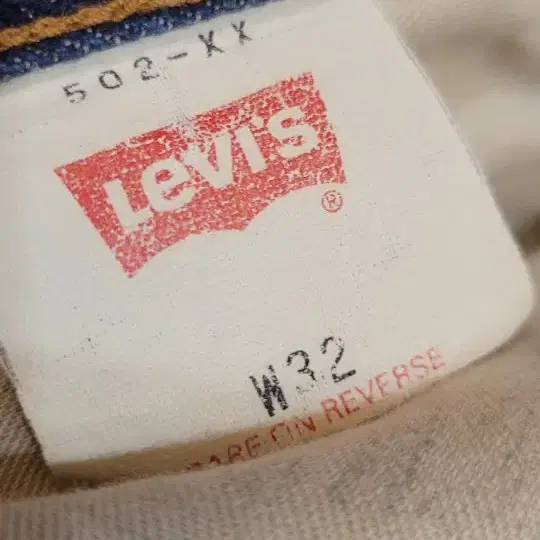 502-XX
LEVI'S
®
W32
CARE ON REVERSE